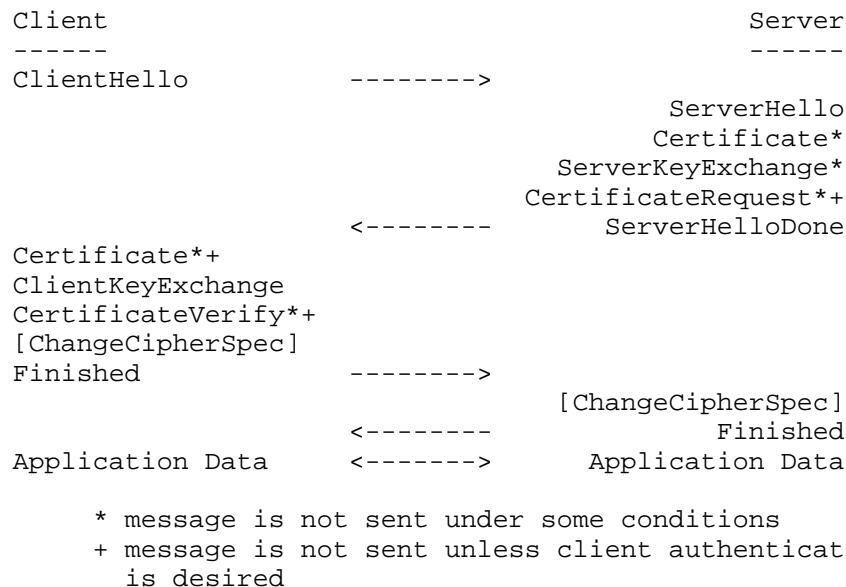 Client                                               Server
------                                               ------
ClientHello          -------->
                                                ServerHello
                                               Certificate*
                                         ServerKeyExchange*
                                       CertificateRequest*+
                     <--------              ServerHelloDone
Certificate*+
ClientKeyExchange
CertificateVerify*+
[ChangeCipherSpec]
Finished             -------->
                                         [ChangeCipherSpec]
                     <--------                     Finished
Application Data     <------->             Application Data
* message is not sent under some conditions
+ message is not sent unless client authenticat
is desired